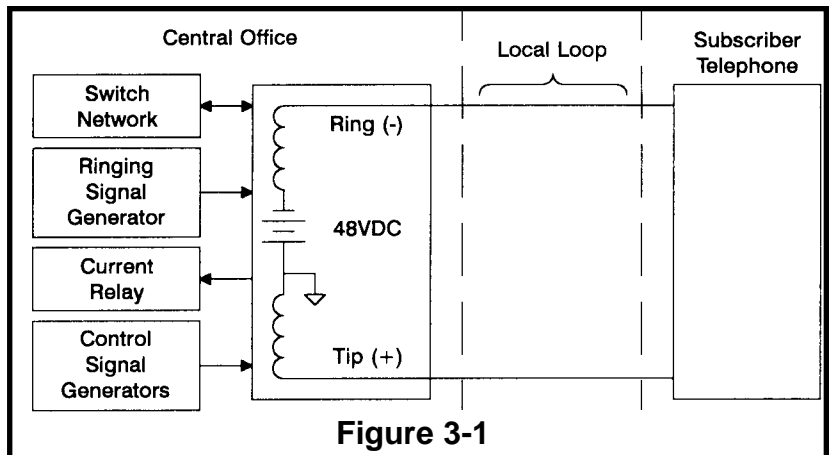 Central Office
Local Loop
Subscriber
Telephone
Switch
Network
Ringing
Signal
Generator
Current
Relay
Control
Signal
Generators
Ring (-)
48VDC
Tip (+)
Figure 3-1